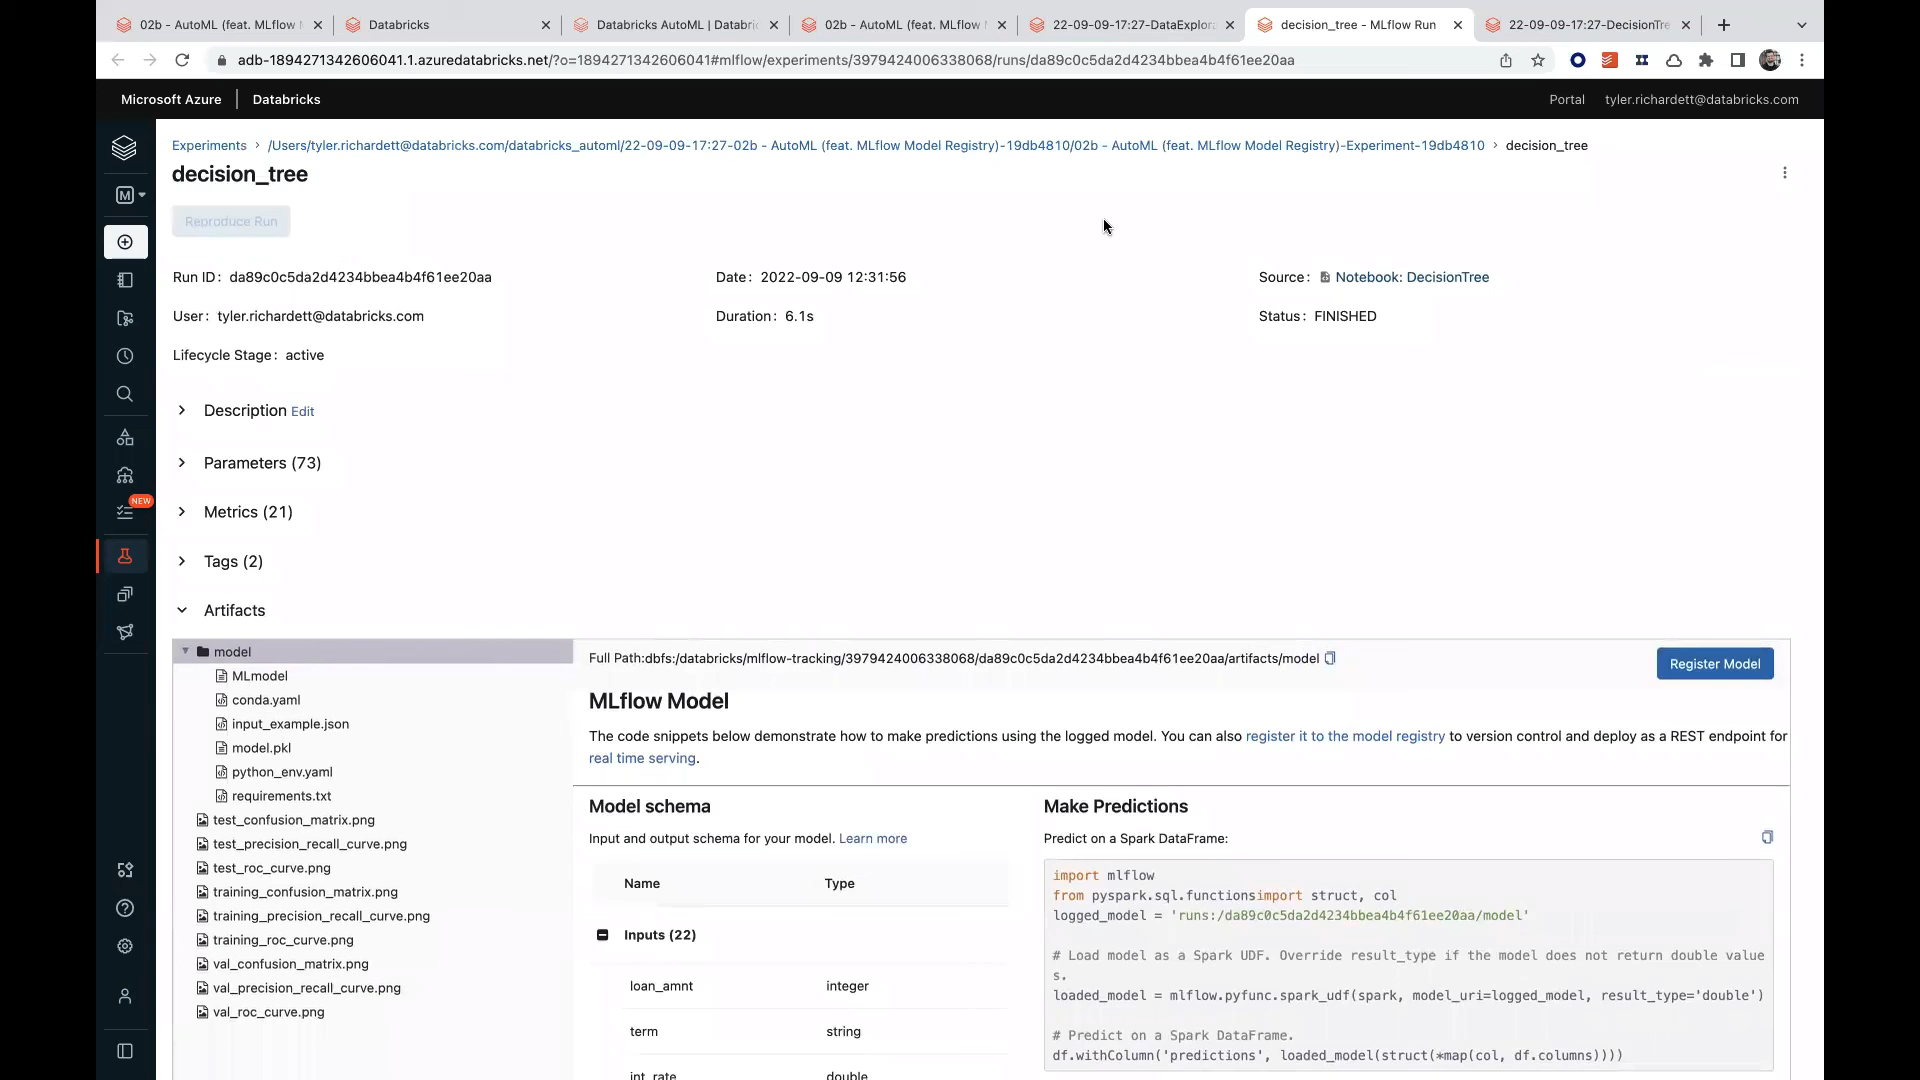 02b - AutoML (feat. MLflow
Databricks
Databricks AutoML | Databri
02b - AutoML (feat. MLflow
22-09-09-17:27-DataExplora
decision_tree - MLflow Run
22-09-09-17:27-DecisionTre
adb-1894271342606041.1.azuredatabricks.net/?o=1894271342606041#mlflow/experiments/3979424006338068/runs/da89c0c5da2d4234bbea4b4f61ee20aa
Microsoft Azure
Databricks
Portal
tyler.richardett@databricks.com
Experiments
/Users/tyler.richardett@databricks.com/databricks_automl/22-09-09-17:27-02b - AutoML (feat. MLflow Model Registry)-19db4810/02b - AutoML (feat. MLflow Model Registry)-Experiment-19db4810
decision_tree
decision_tree
M
Reproduce Run
Run ID: da89c0c5da2d4234bbea4b4f61ee20aa
Date: 2022-09-09 12:31:56
Source: Notebook: DecisionTree
User: tyler.richardett@databricks.com
Duration: 6.1s
Status: FINISHED
Lifecycle Stage: active
Description Edit
Parameters (73)
NEW
Metrics (21)
Tags (2)
Artifacts
model
MLmodel
conda.yaml
input_example.json
model.pkl
python_env.yaml
requirements.txt
test_confusion_matrix.png
test_precision_recall_curve.png
test_roc_curve.png
training_confusion_matrix.png
training_precision_recall_curve.png
training_roc_curve.png
val_confusion_matrix.png
val_precision_recall_curve.png
val_roc_curve.png
Full Path:dbfs:/databricks/mlflow-tracking/3979424006338068/da89c0c5da2d4234bbea4b4f61ee20aa/artifacts/model
Register Model
MLflow Model
The code snippets below demonstrate how to make predictions using the logged model. You can also register it to the model registry to version control and deploy as a REST endpoint for
real time serving.
Model schema
Input and output schema for your model. Learn more
Name
Type
Inputs (22)
loan_amnt
integer
term
string
int_rate
double
Make Predictions
Predict on a Spark DataFrame:
import mlflow
from pyspark.sql.functionsimport struct, col
logged_model = 'runs:/da89c0c5da2d4234bbea4b4f61ee20aa/model'
# Load model as a Spark UDF. Override result_type if the model does not return double value
s.
loaded_model = mlflow.pyfunc.spark_udf(spark, model_uri=logged_model, result_type='double')
# Predict on a Spark DataFrame.
df.withColumn('predictions', loaded_model(struct(*map(col, df.columns))))